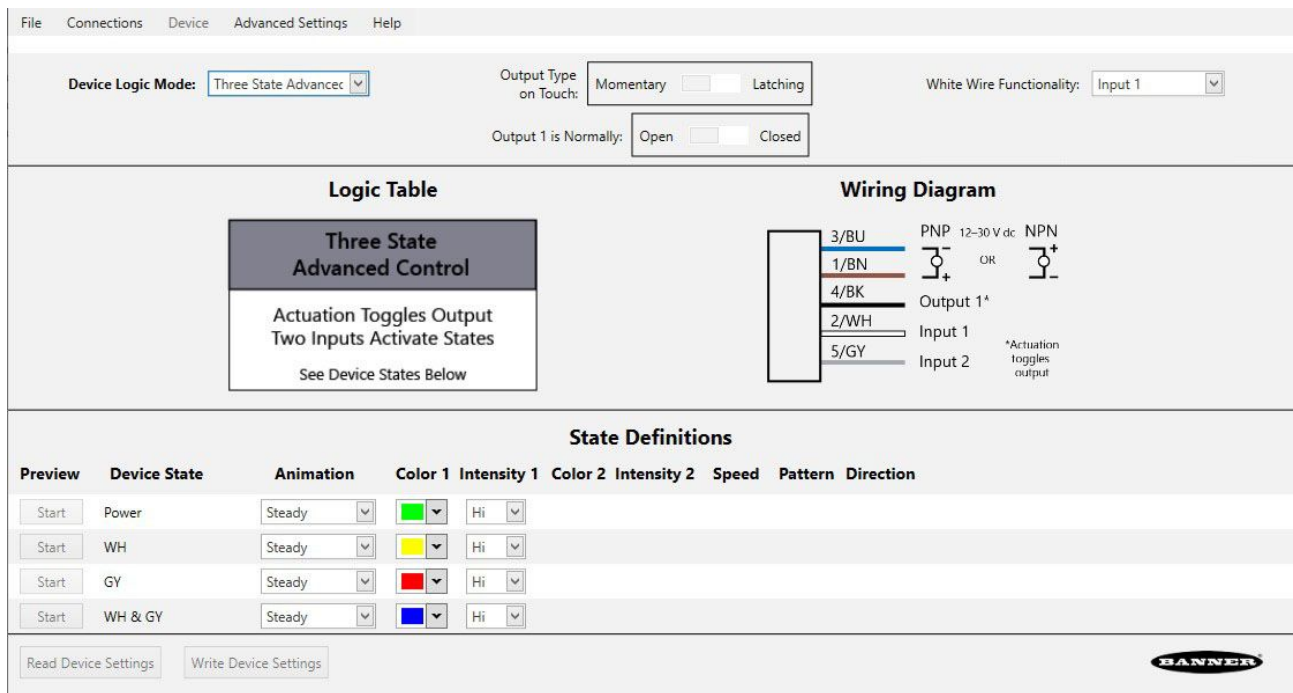 File Connections Device Advanced Settings Help
Device Logic Mode: Three State Advancec
Output Type on Touch: Momentary Latching
White Wire Functionality: Input 1
Output 1 is Normally: Open Closed
Logic Table
Three State
Advanced Control
Actuation Toggles Output
Two Inputs Activate States
See Device States Below
Wiring Diagram
3/BU
1/BN
4/BK
2/WH
5/GY
PNP 12–30 V dc NPN
- +
OR
+ -
Output 1*
Input 1
Input 2
*Actuation
toggles
output
State Definitions
Preview Device State Animation Color 1 Intensity 1 Color 2 Intensity 2 Speed Pattern Direction
Start Power Steady Hi
Start WH Steady Hi
Start GY Steady Hi
Start WH & GY Steady Hi
Read Device Settings Write Device Settings
BANNER